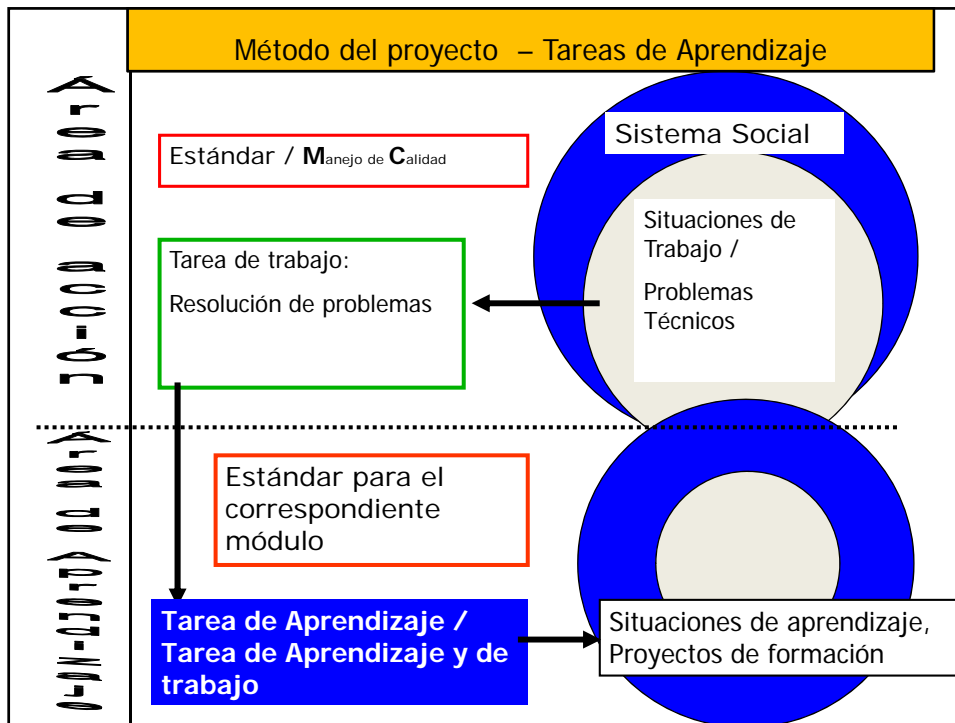 Método del proyecto – Tareas de Aprendizaje
Área de acción
Estándar / Manejo de Calidad
Sistema Social
Situaciones de
Trabajo /
Problemas
Técnicos
Tarea de trabajo:
Resolución de problemas
Area de Aprendizaje
Estándar para el
correspondiente
módulo
Tarea de Aprendizaje /
Tarea de Aprendizaje y de
trabajo
Situaciones de aprendizaje,
Proyectos de formación